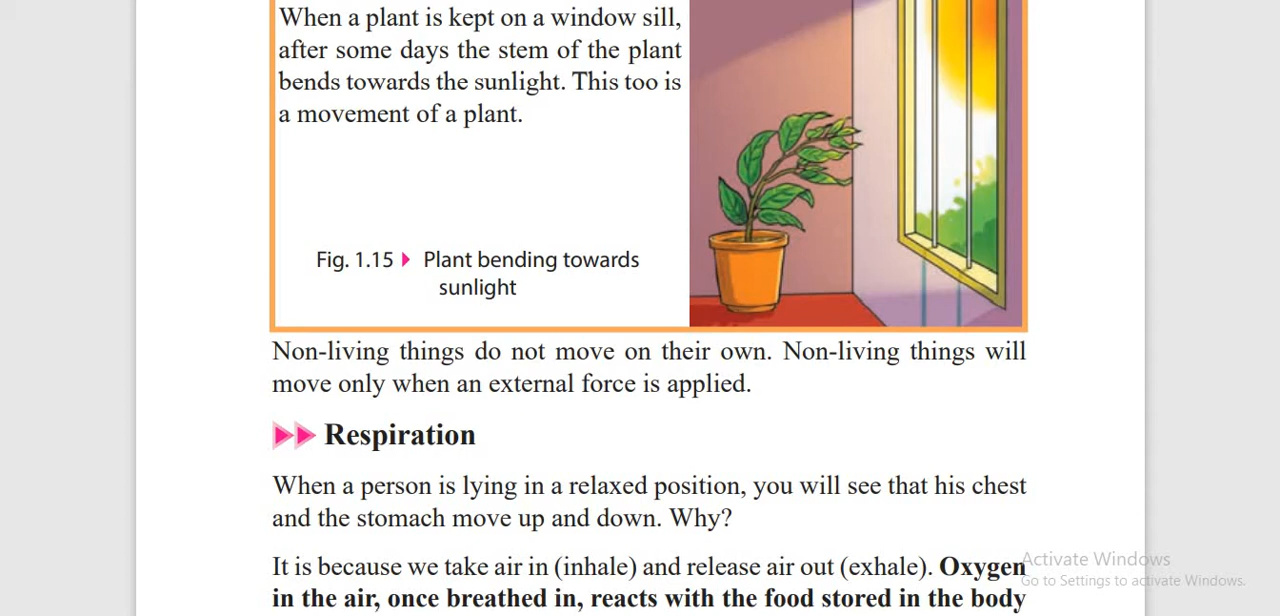 When a plant is kept on a window sill,
after some days the stem of the plant
bends towards the sunlight. This too is
a movement of a plant.
Fig. 1.15 Plant bending towards
sunlight
Non-living things do not move on their own. Non-living things will
move only when an external force is applied.
Respiration
When a person is lying in a relaxed position, you will see that his chest
and the stomach move up and down. Why?
It is because we take air in (inhale) and release air out (exhale). Oxygen
in the air, once breathed in, reacts with the food stored in the body
Activate Windows
Go to Settings to activate Windows.